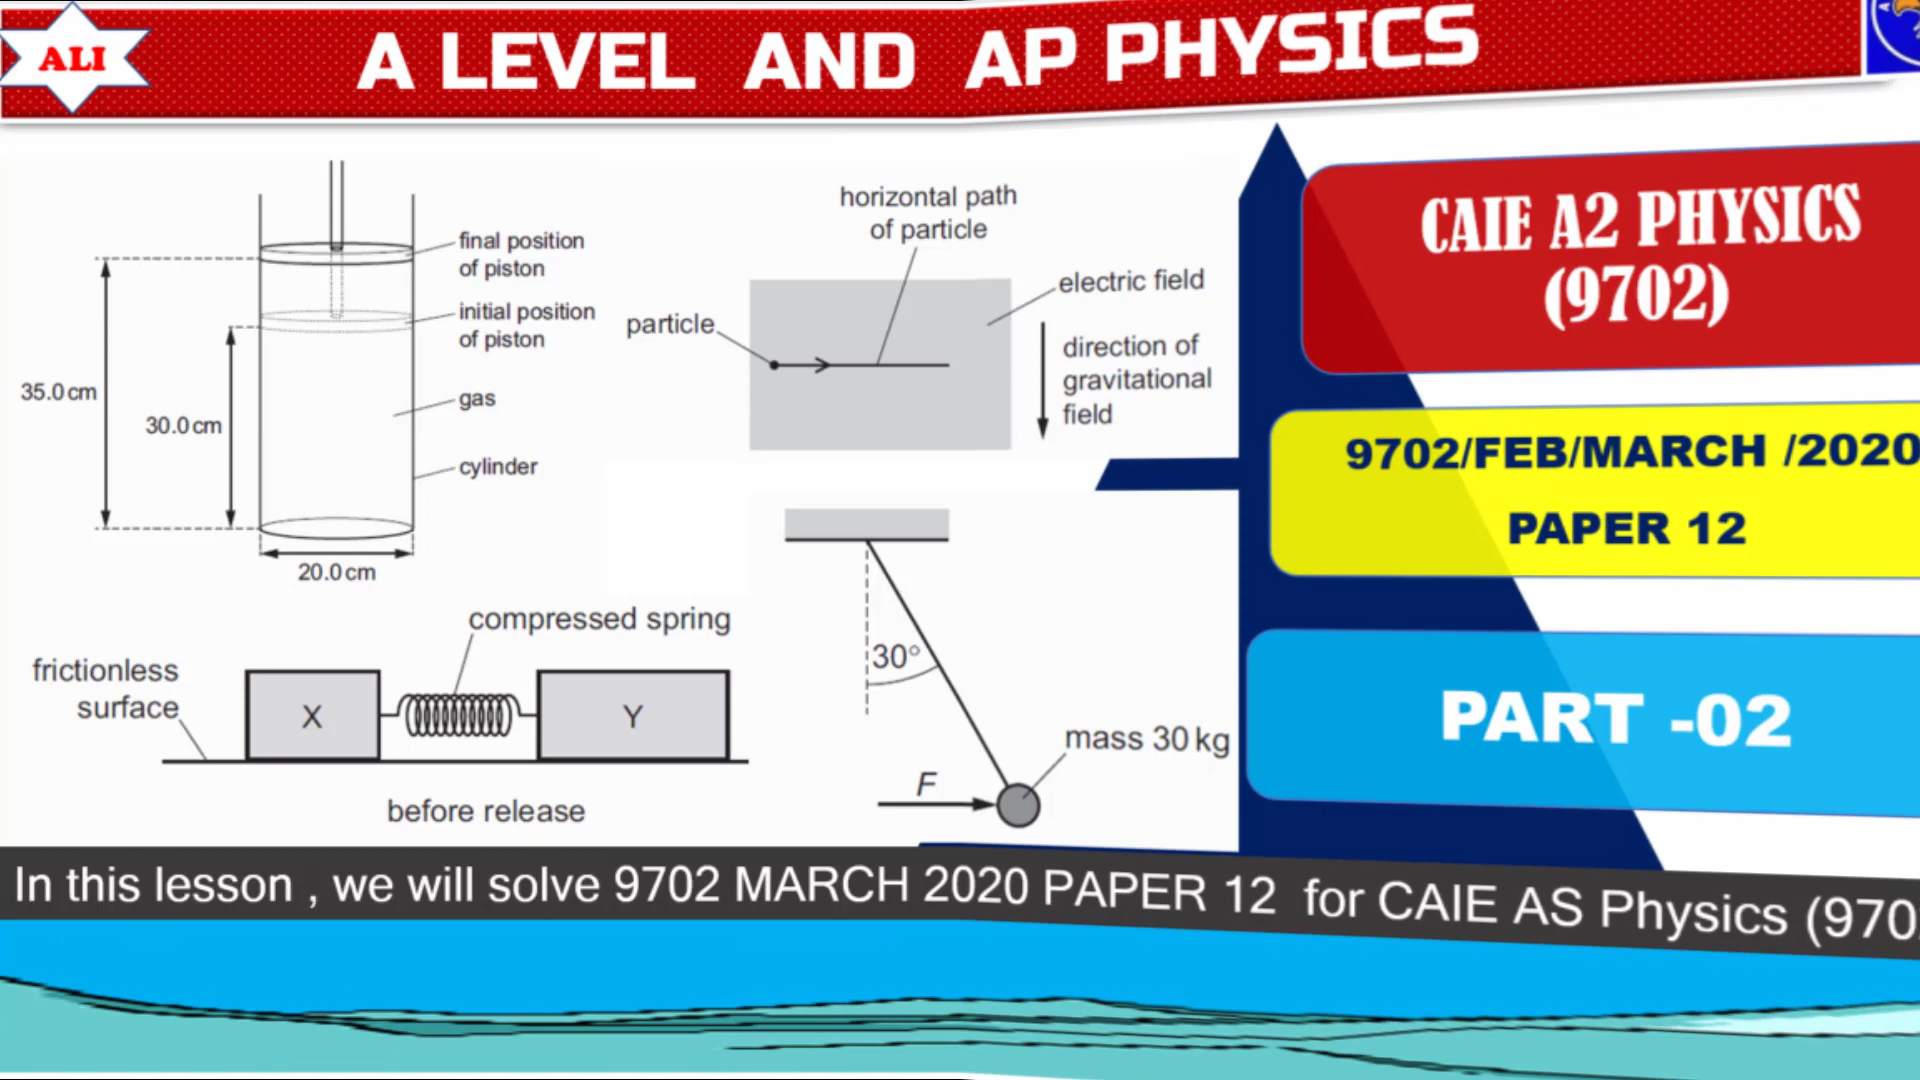 ALI
A LEVEL AND AP PHYSICS
final position
of piston
initial position
of piston
35.0 cm
30.0 cm
gas
cylinder
20.0 cm
horizontal path
of particle
electric field
particle
direction of
gravitational
field
compressed spring
frictionless
surface
X
Y
before release
30°
mass 30 kg
F
CAIE A2 PHYSICS
(9702)
9702/FEB/MARCH /2020
PAPER 12
PART -02
In this lesson , we will solve 9702 MARCH 2020 PAPER 12 for CAIE AS Physics (970